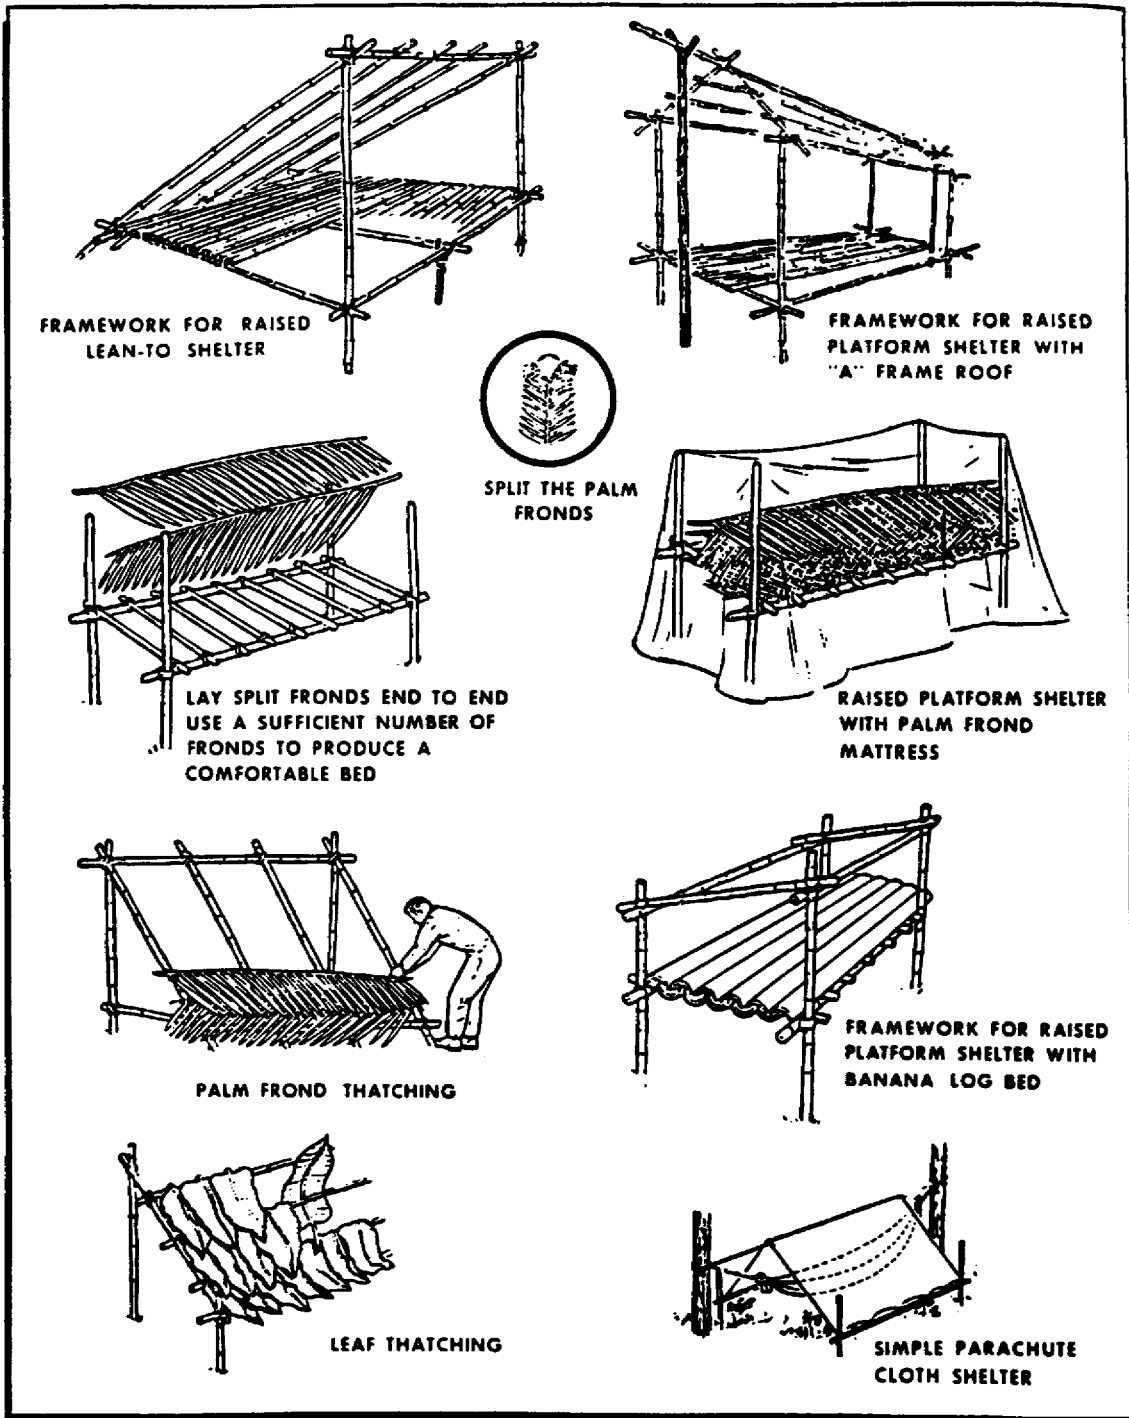 FRAMEWORK FOR RAISED
LEAN-TO SHELTER
FRAMEWORK FOR RAISED
PLATFORM SHELTER WITH
"A" FRAME ROOF
SPLIT THE PALM
FRONDS
LAY SPLIT FRONDS END TO END
USE A SUFFICIENT NUMBER OF
FRONDS TO PRODUCE A
COMFORTABLE BED
RAISED PLATFORM SHELTER
WITH PALM FROND
MATTRESS
PALM FROND THATCHING
FRAMEWORK FOR RAISED
PLATFORM SHELTER WITH
BANANA LOG BED
LEAF THATCHING
SIMPLE PARACHUTE
CLOTH SHELTER